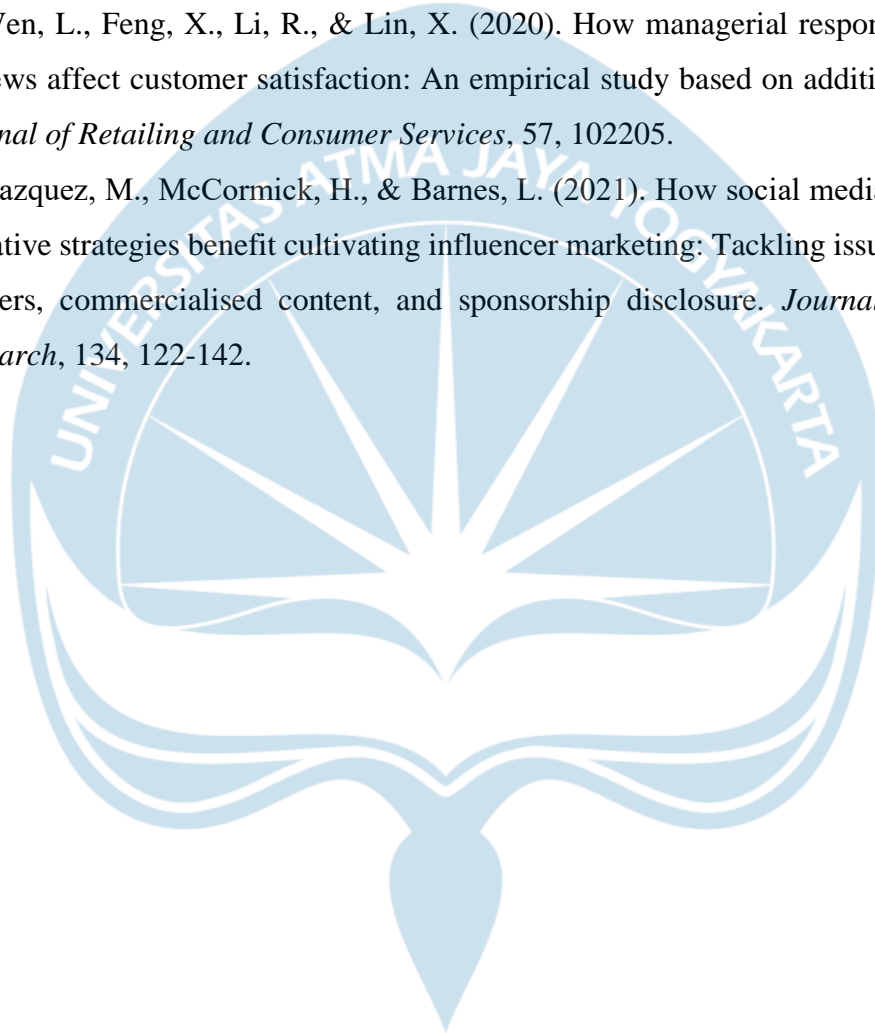 Wen, L., Feng, X., Li, R., & Lin, X. (2020). How managerial respon
ews affect customer satisfaction: An empirical study based on additi
nal of Retailing and Consumer Services, 57, 102205.
azquez, M., McCormick, H., & Barnes, L. (2021). How social media
ative strategies benefit cultivating influencer marketing: Tackling issu
ers, commercialised content, and sponsorship disclosure. Journal
arch, 134, 122-142.
UNIVERSITAS ATMA JAYA YOGYAKARTA